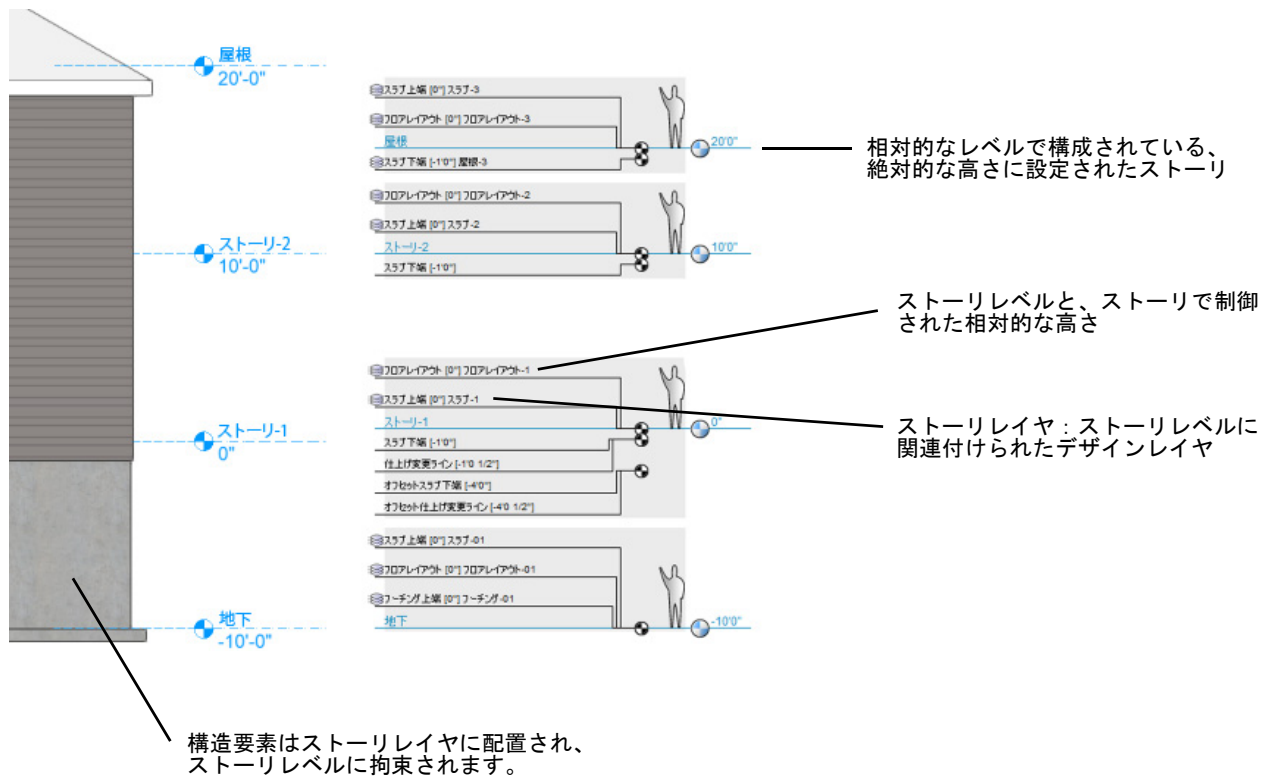 屋根
20'-0"
スラブ上端 [0"] スラブ-3
フロアレイアウト [0"] フロアレイアウト-3
屋根
20'0"
スラブ下端 [-1'0"] 屋根-3
相対的なレベルで構成されている、
絶対的な高さに設定されたストーリ
フロアレイアウト [0"] フロアレイアウト-2
スラブ上端 [0"] スラブ-2
ストーリ-2
10'-0"
ストーリ-2
10'0"
スラブ下端 [-1'0"]
ストーリレベルと、ストーリで制御
された相対的な高さ
フロアレイアウト [0"] フロアレイアウト-1
スラブ上端 [0"] スラブ-1
ストーリ-1
0"
ストーリ-1
0"
ストーリレイヤ：ストーリレベルに
関連付けられたデザインレイヤ
スラブ下端 [-1'0"]
仕上げ変更ライン [-1'0 1/2"]
オフセットスラブ下端 [-4'0"]
オフセット仕上げ変更ライン [-4'0 1/2"]
スラブ上端 [0"] スラブ-01
フロアレイアウト [0"] フロアレイアウト-01
フーチング上端 [0"] フーチング-01
地下
-10'-0"
地下
-10'0"
構造要素はストーリレイヤに配置され、
ストーリレベルに拘束されます。